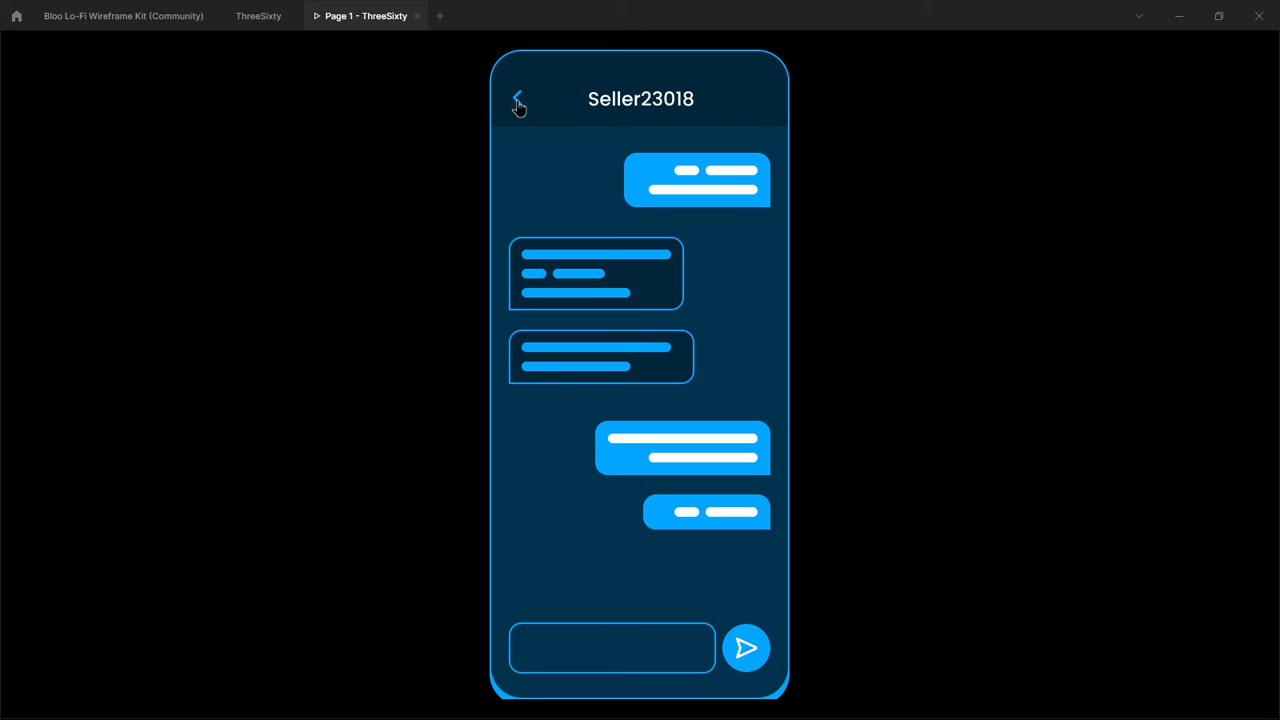 Bloo Lo-Fi Wireframe Kit (Community)
ThreeSixty
Page 1 - ThreeSixty
Seller23018